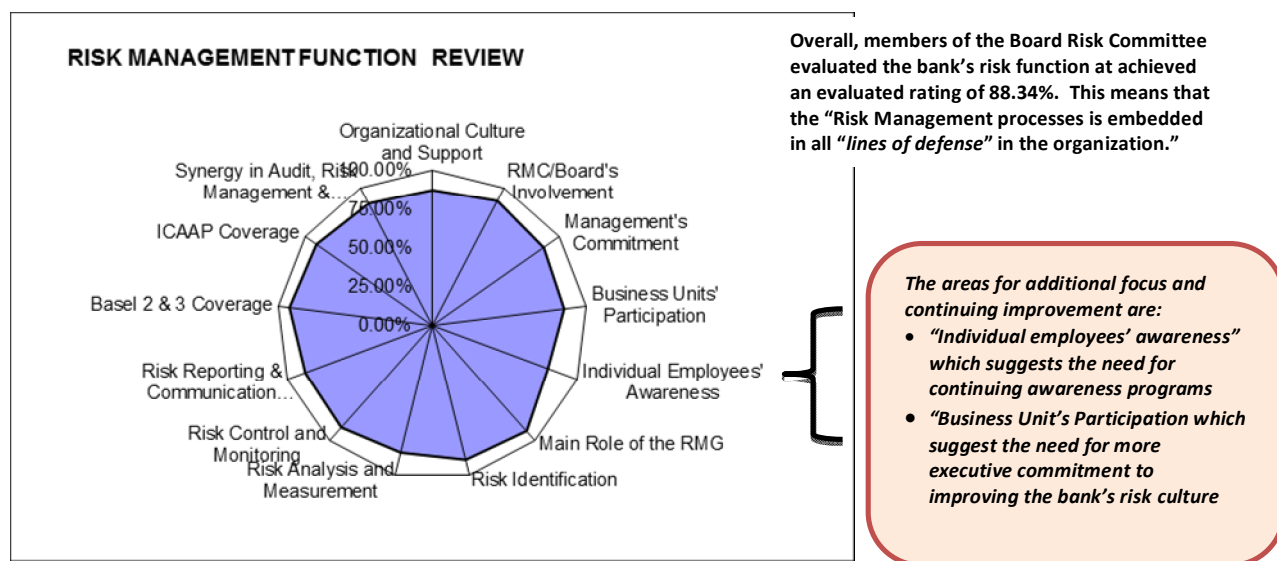 RISK MANAGEMENT FUNCTION REVIEW
Organizational Culture
and Support
RMC/Board's
Involvement
Management's
Commitment
Business Units'
Participation
Individual Employees'
Awareness
Main Role of the RMG
Risk Identification
Risk Analysis and
Measurement
Risk Control and
Monitoring
Risk Reporting &
Communication...
Basel 2 & 3 Coverage
ICAAP Coverage
Synergy in Audit, Risk
Management &...
100.00%
75.00%
50.00%
25.00%
0.00%
Overall, members of the Board Risk Committee
evaluated the bank’s risk function at achieved
an evaluated rating of 88.34%. This means that
the “Risk Management processes is embedded
in all “lines of defense” in the organization.”
The areas for additional focus and
continuing improvement are:
• “Individual employees’ awareness”
which suggests the need for
continuing awareness programs
• “Business Unit’s Participation which
suggest the need for more
executive commitment to
improving the bank’s risk culture